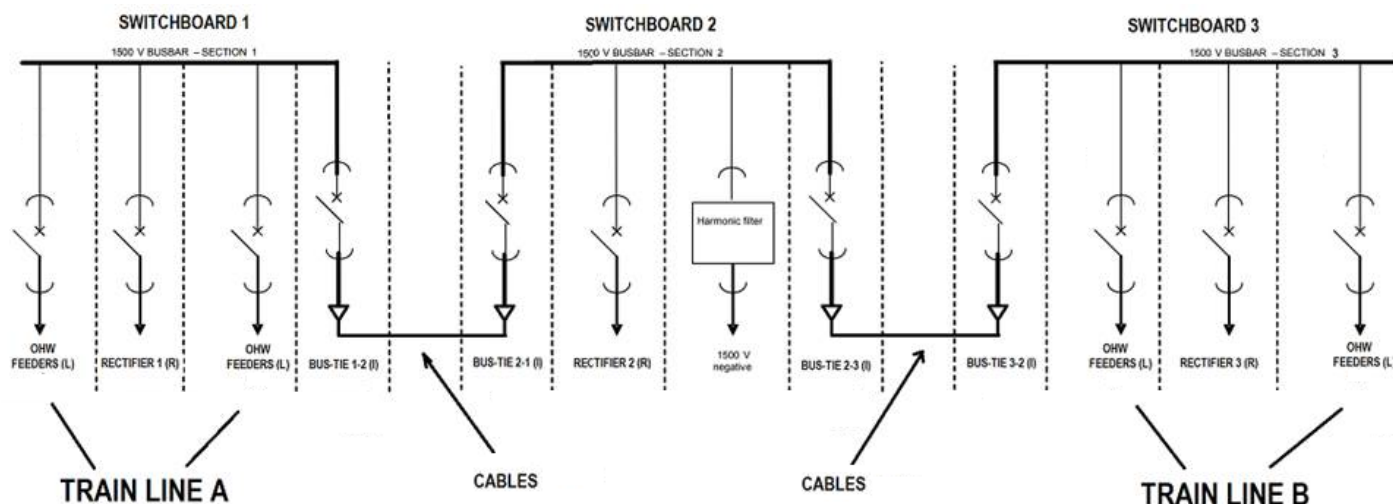 SWITCHBOARD 1
SWITCHBOARD 2
SWITCHBOARD 3
1500 V BUSBAR – SECTION 1
1500 V BUSBAR – SECTION 2
1500 V BUSBAR – SECTION 3
Harmonic filter
OHW
FEEDERS (L)
RECTIFIER 1 (R)
OHW
FEEDERS (L)
BUS-TIE 1-2 (I)
BUS-TIE 2-1 (I)
RECTIFIER 2 (R)
1500 V
negative
BUS-TIE 2-3 (I)
BUS-TIE 3-2 (I)
OHW
FEEDERS (L)
RECTIFIER 3 (R)
OHW
FEEDERS (L)
TRAIN LINE A
CABLES
CABLES
TRAIN LINE B